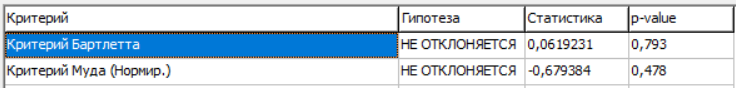 Критерий Гипотеза Статистика p-value
Критерий Бартлетта НЕ ОТКЛОНЯЕТСЯ 0,0619231 0,793
Критерий Муда (Нормир.) НЕ ОТКЛОНЯЕТСЯ -0,679384 0,478